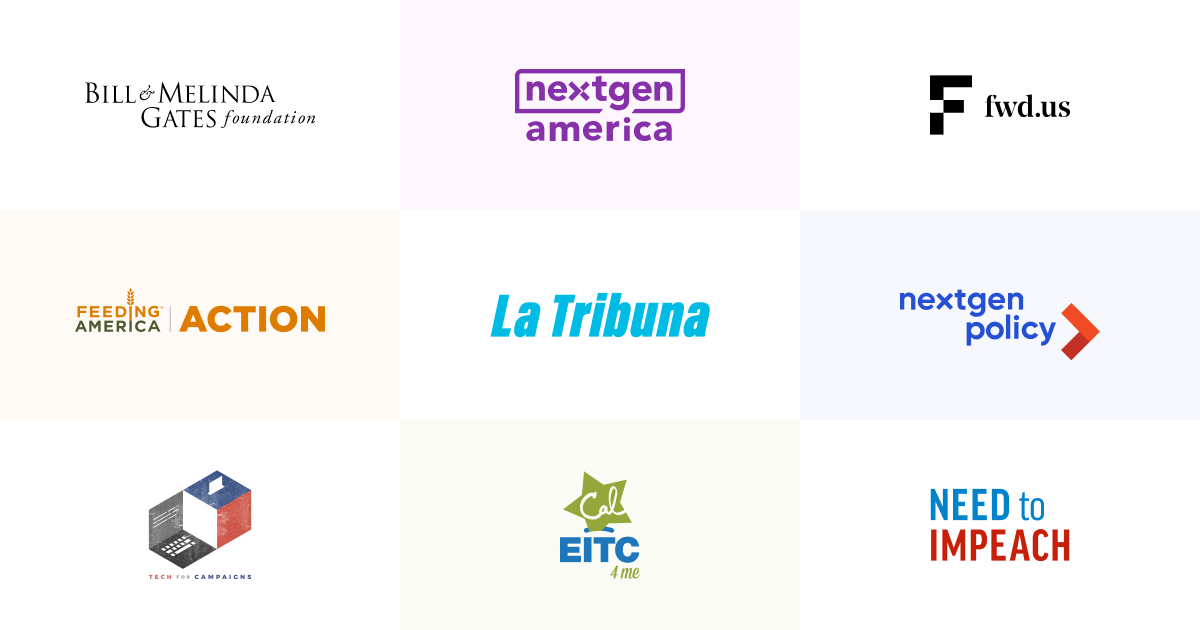 BILL & MELINDA
GATES foundation
nextgen
america
fwd.us
FEEDING
AMERICA
ACTION
La Tribuna
nextgen
policy
TECH FOR CAMPAIGNS
Cal
EITC
4 me
NEED to
IMPEACH